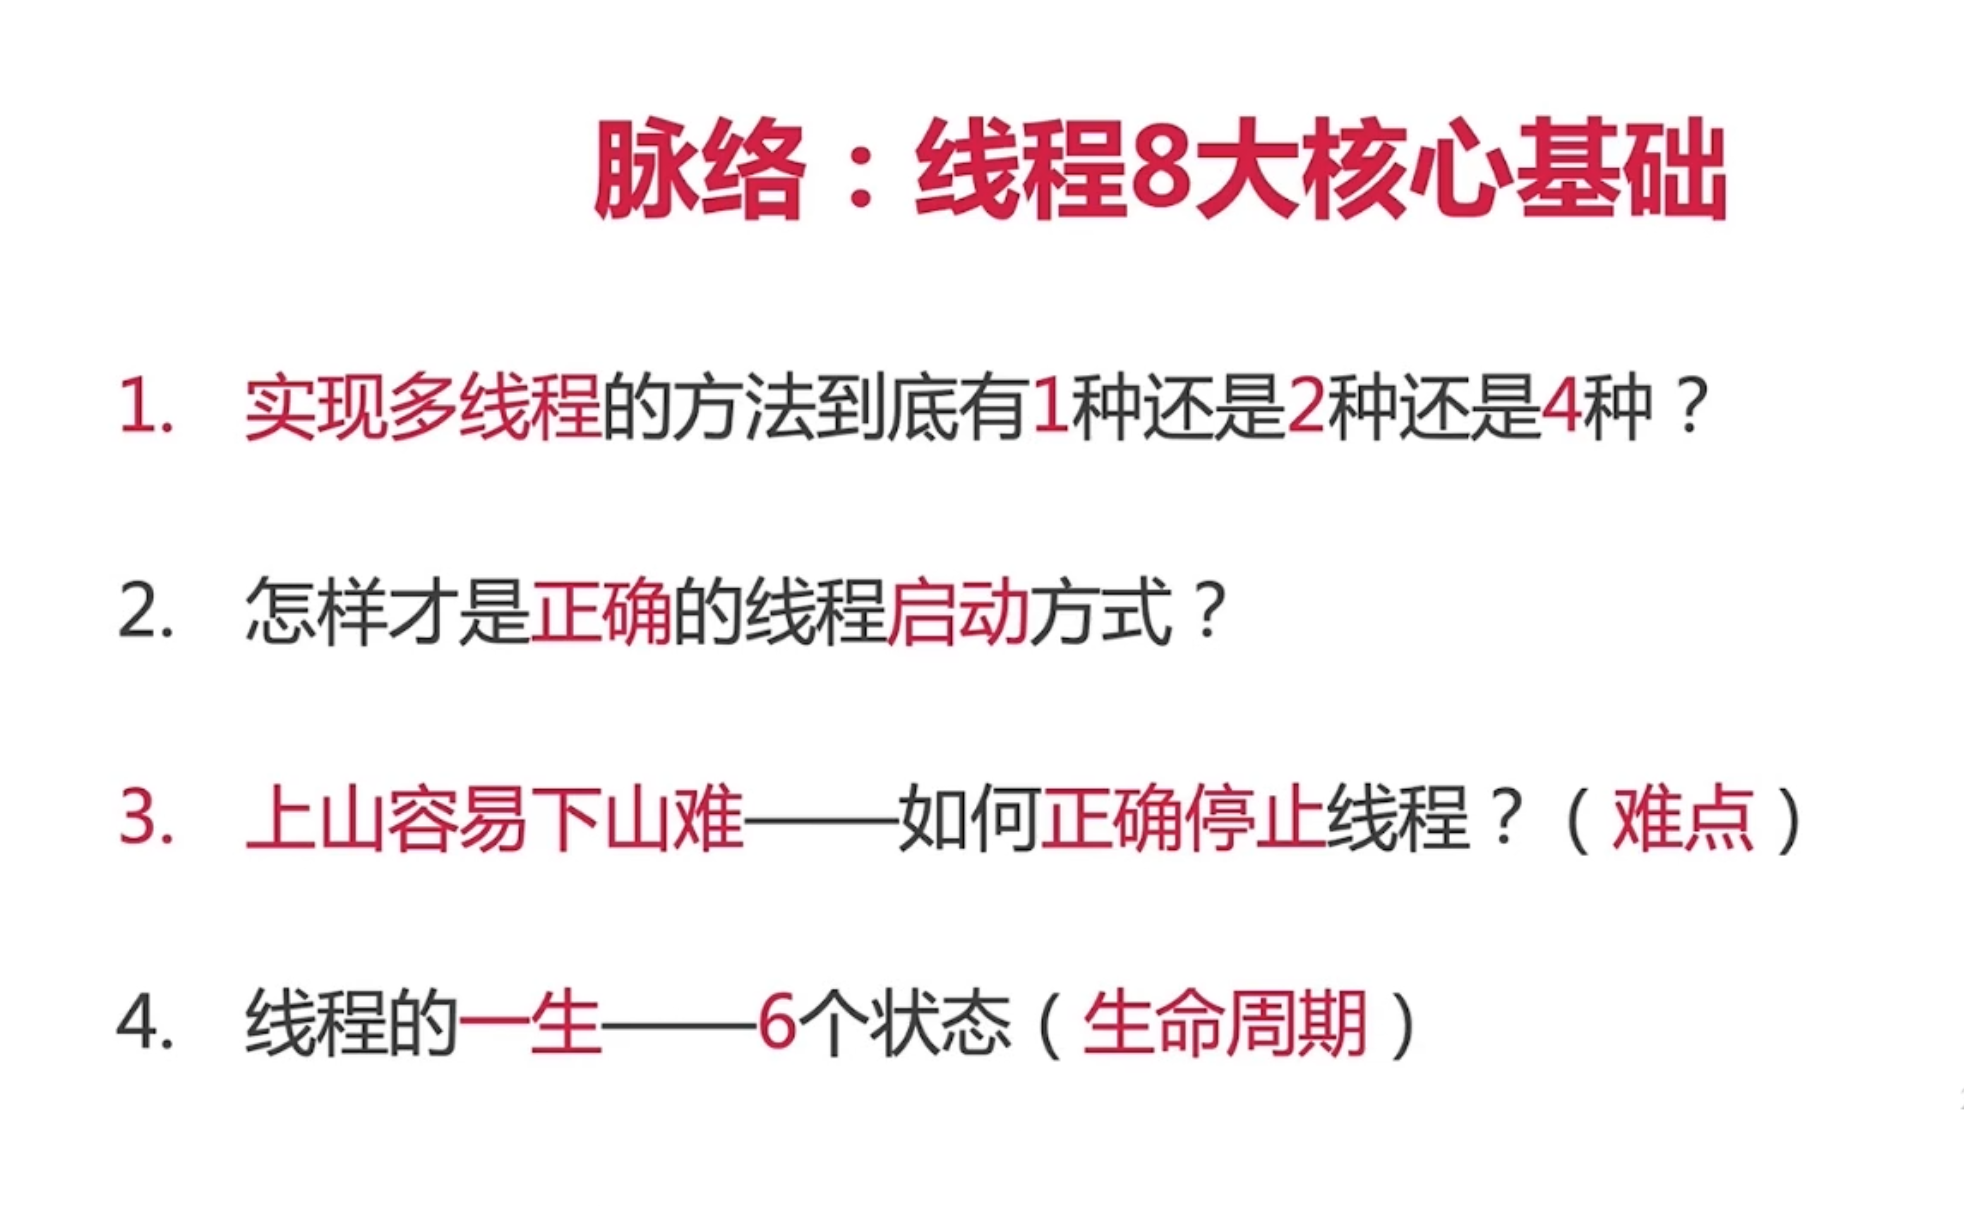 脉络：线程8大核心基础
1. 实现多线程的方法到底有1种还是2种还是4种？
2. 怎样才是正确的线程启动方式？
3. 上山容易下山难——如何正确停止线程？（难点）
4. 线程的一生——6个状态（生命周期）